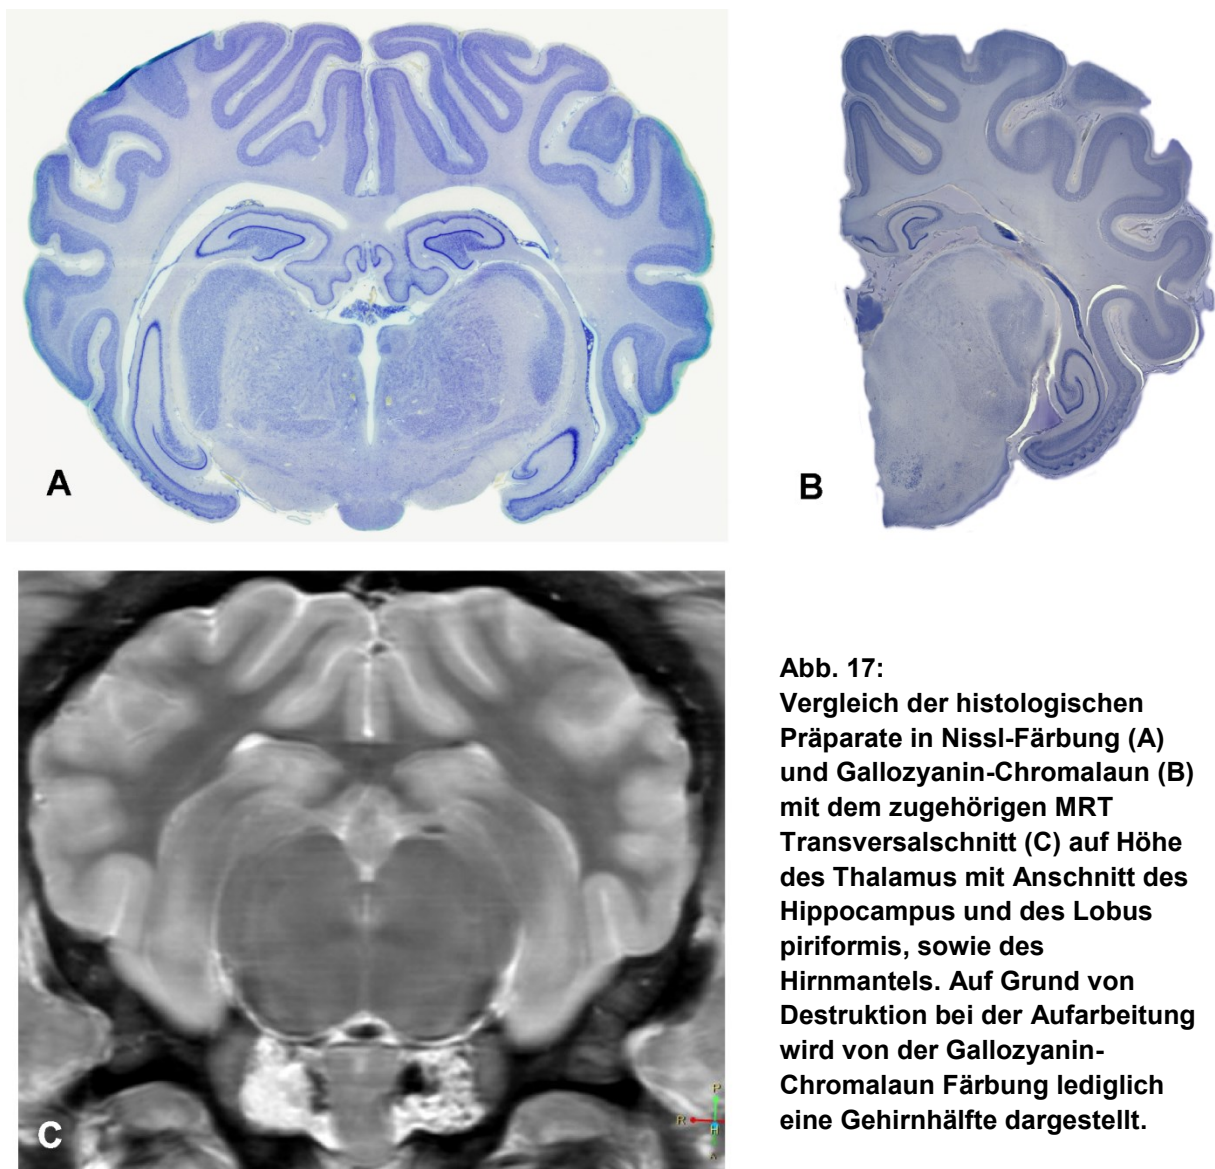 A
B
C
P
R
H
A
Abb. 17:
Vergleich der histologischen
Präparate in Nissl-Färbung (A)
und Gallozyanin-Chromalaun (B)
mit dem zugehörigen MRT
Transversalschnitt (C) auf Höhe
des Thalamus mit Anschnitt des
Hippocampus und des Lobus
piriformis, sowie des
Hirnmantels. Auf Grund von
Destruktion bei der Aufarbeitung
wird von der Gallozyanin-
Chromalaun Färbung lediglich
eine Gehirnhälfte dargestellt.